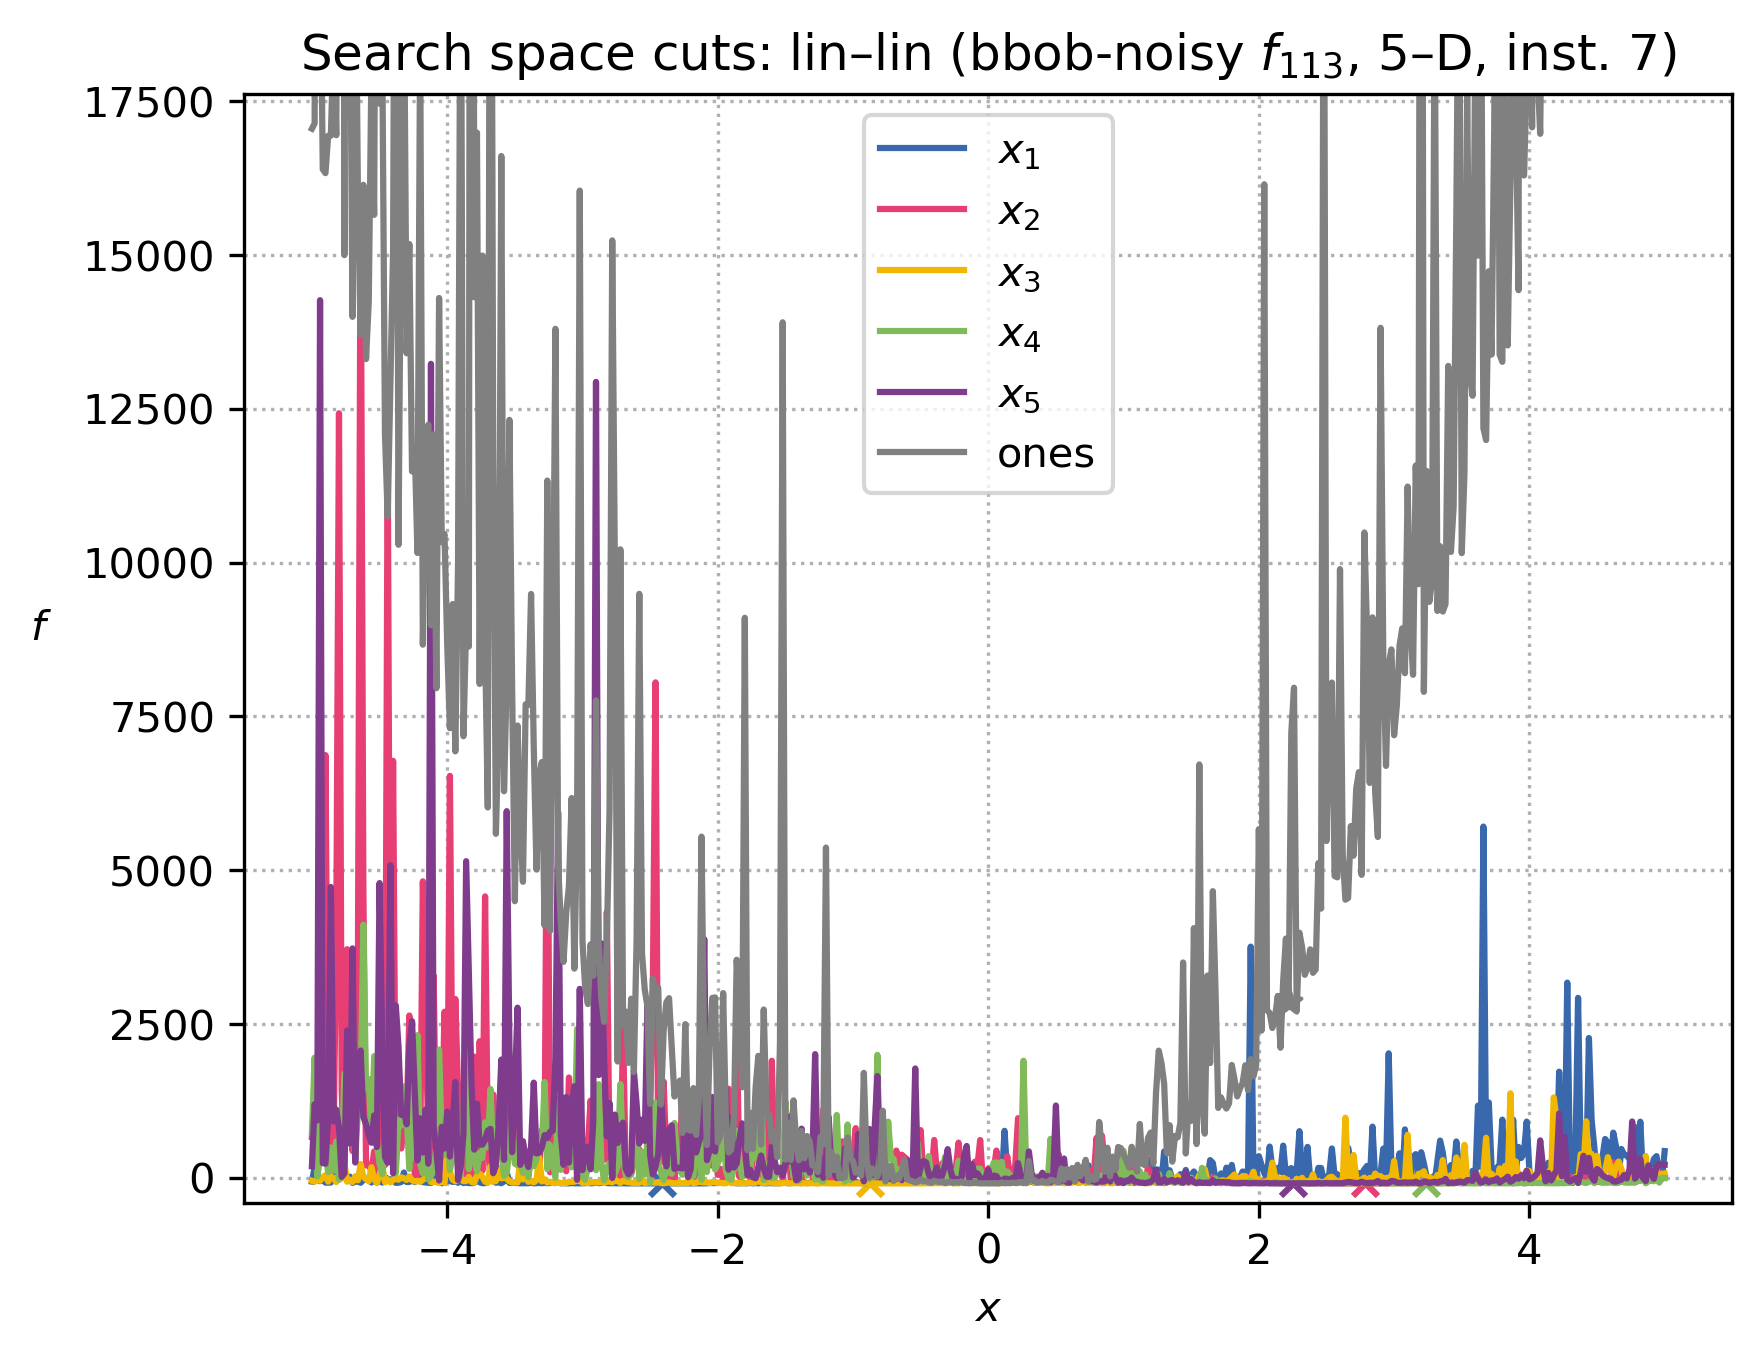 Search space cuts: lin–lin (bbob-noisy f₁₁₃, 5–D, inst. 7)
17500
15000
12500
10000
7500
5000
2500
0
f
x₁
x₂
x₃
x₄
x₅
ones
−4 −2 0 2 4
x